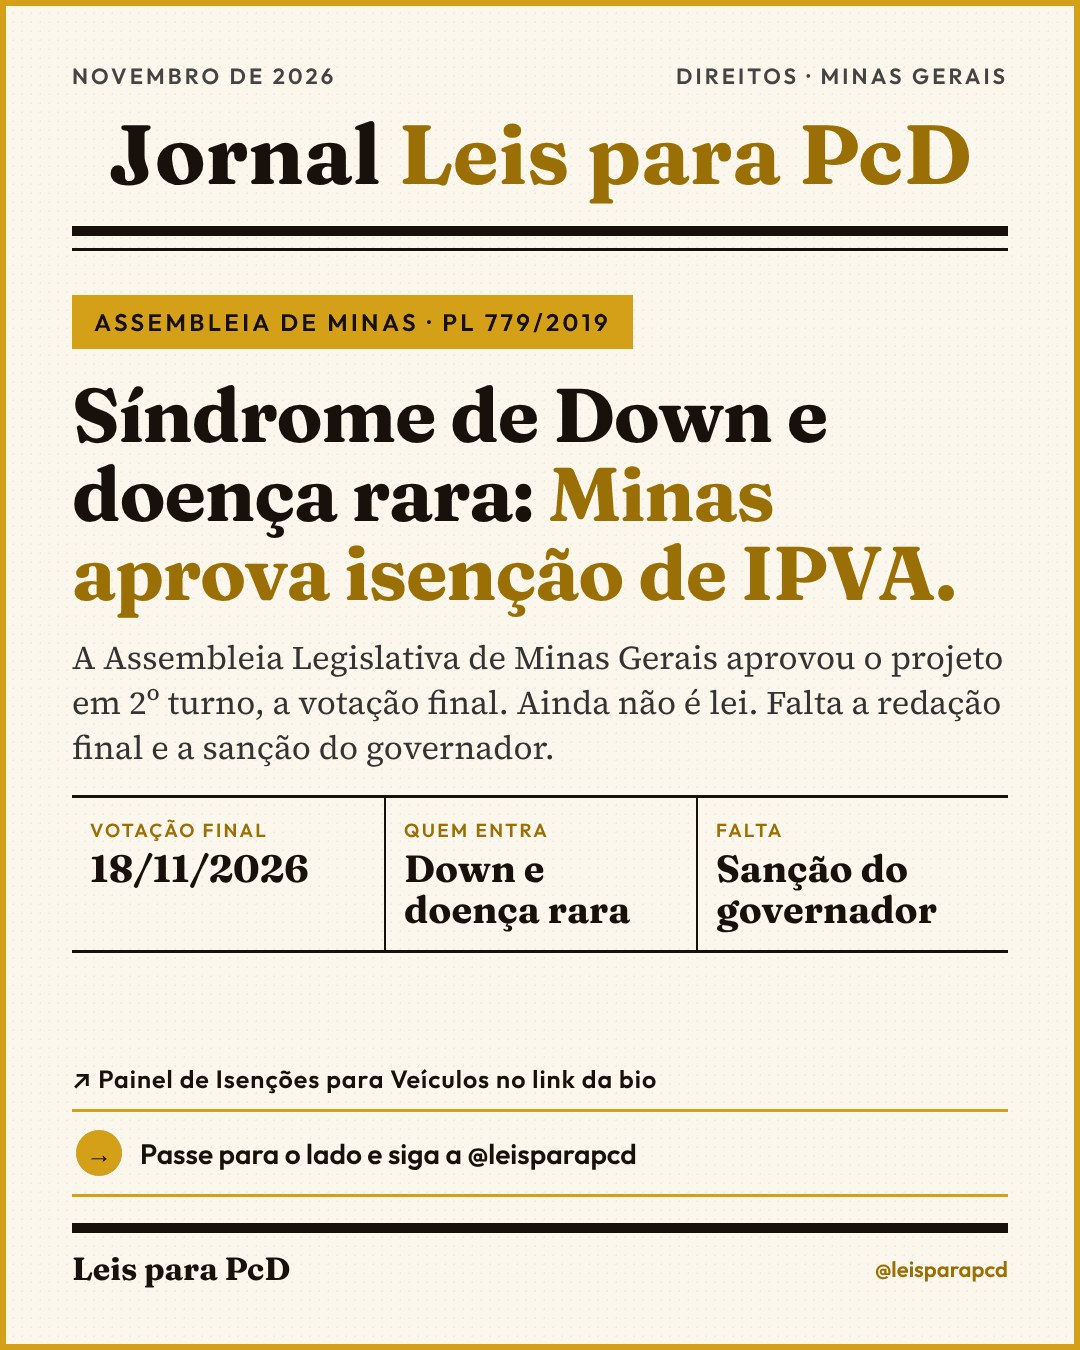 NOVEMBRO DE 2026
DIREITOS · MINAS GERAIS
Jornal Leis para PcD
ASSEMBLEIA DE MINAS · PL 779/2019
Síndrome de Down e
doença rara: Minas
aprova isenção de IPVA.
A Assembleia Legislativa de Minas Gerais aprovou o projeto
em 2º turno, a votação final. Ainda não é lei. Falta a redação
final e a sanção do governador.
VOTAÇÃO FINAL
18/11/2026
QUEM ENTRA
Down e
doença rara
FALTA
Sanção do
governador
↗ Painel de Isenções para Veículos no link da bio
→ Passe para o lado e siga a @leisparapcd
Leis para PcD
@leisparapcd